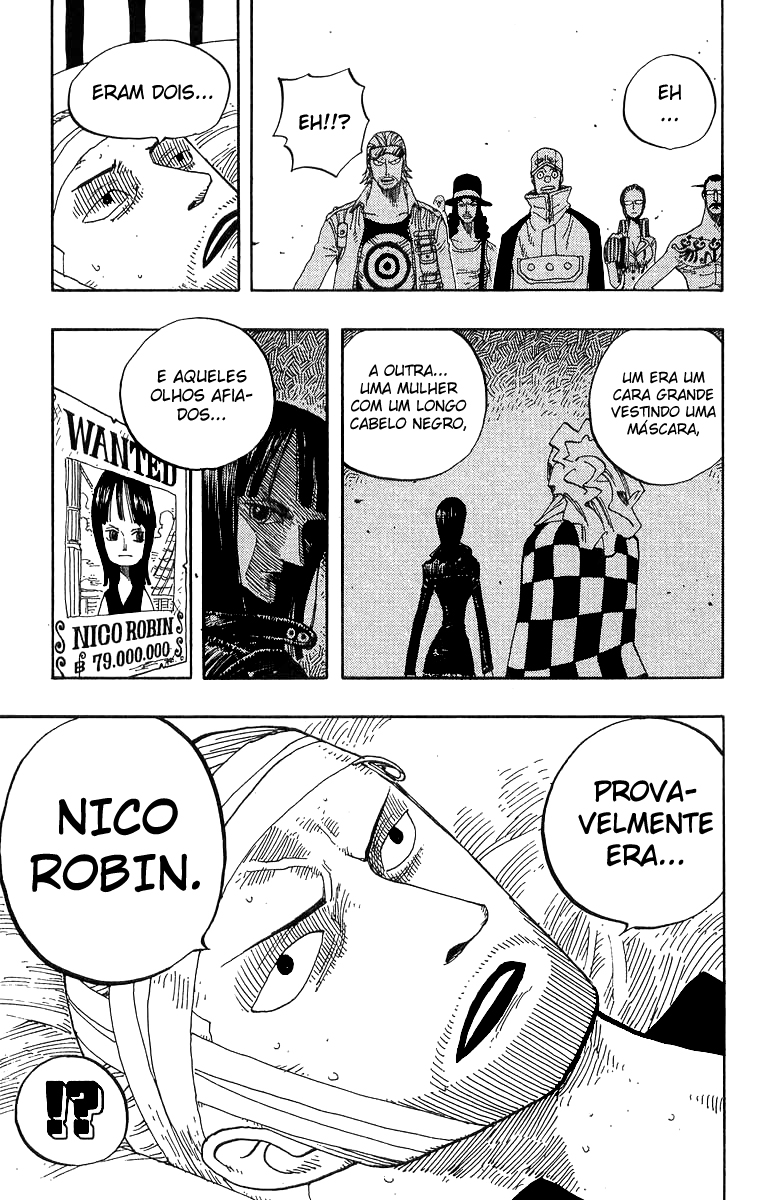 EH
...
EH!!?
ERAM DOIS...
UM ERA UM
CARA GRANDE
VESTINDO UMA
MÁSCARA,
A OUTRA...
UMA MULHER
COM UM LONGO
CABELO NEGRO,
E AQUELES
OLHOS AFIA-
DOS...
WANTED
NICO ROBIN
฿ 79.000.000
PROVA-
VELMENTE
ERA...
NICO
ROBIN.
!?